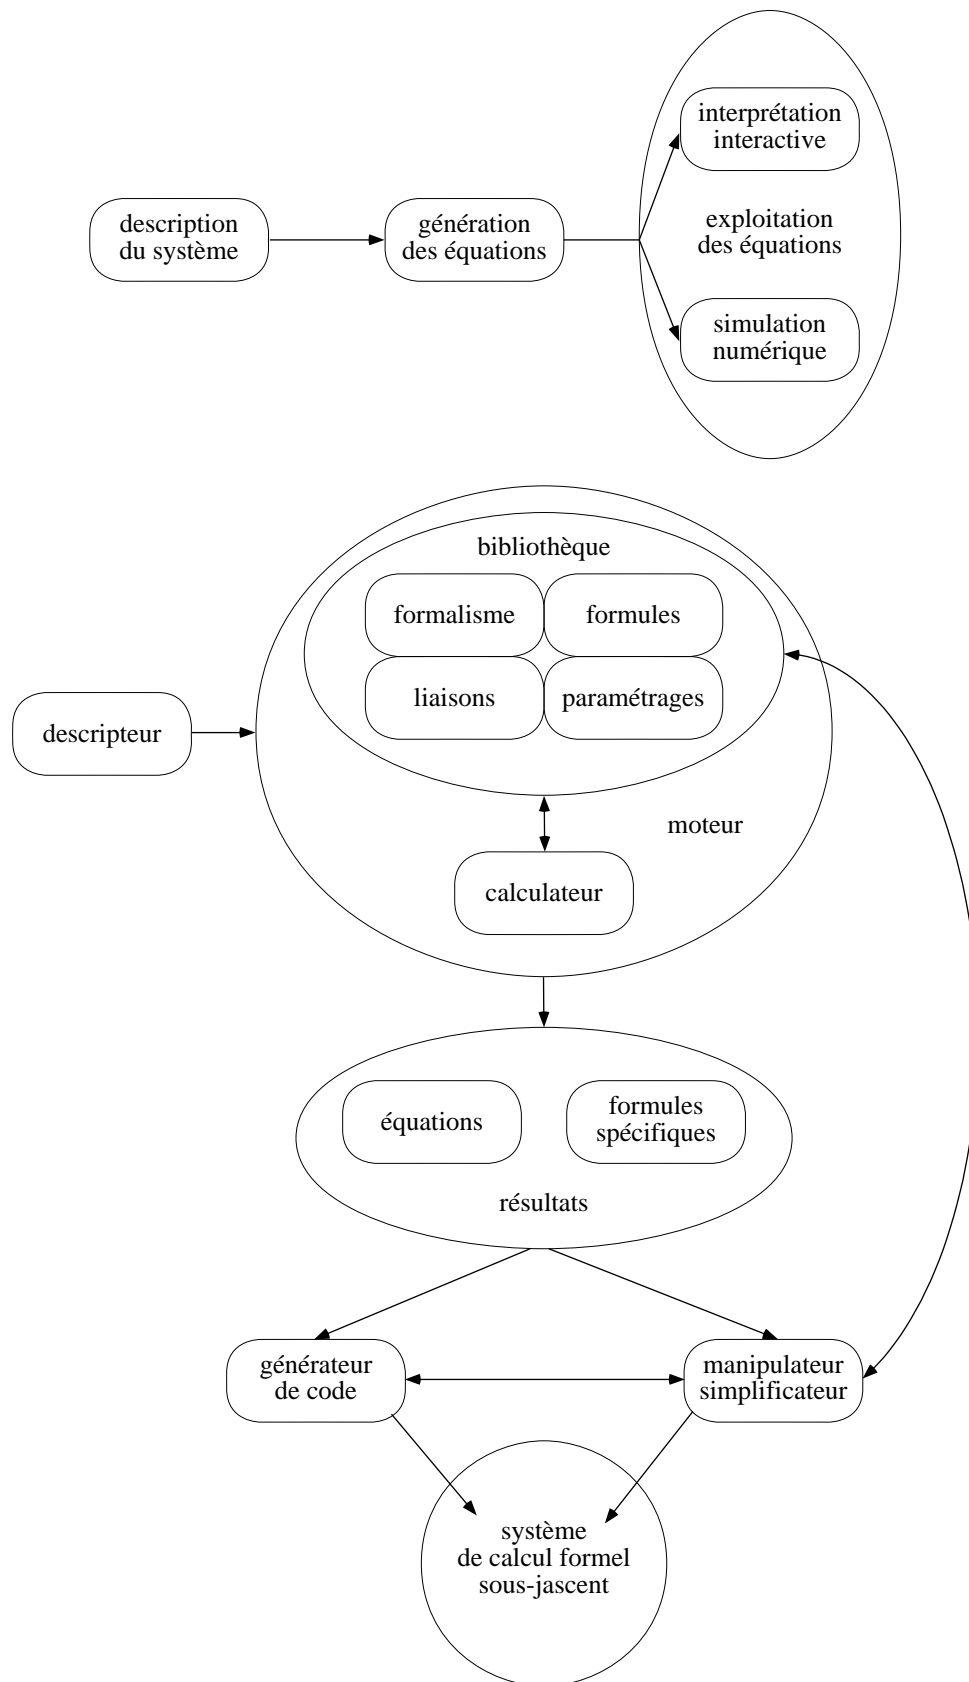 interprétation
interactive
description
du système
génération
des équations
exploitation
des équations
simulation
numérique
bibliothèque
formalisme
formules
liaisons
paramétrages
descripteur
moteur
calculateur
équations
formules
spécifiques
résultats
générateur
de code
manipulateur
simplificateur
système
de calcul formel
sous-jascent